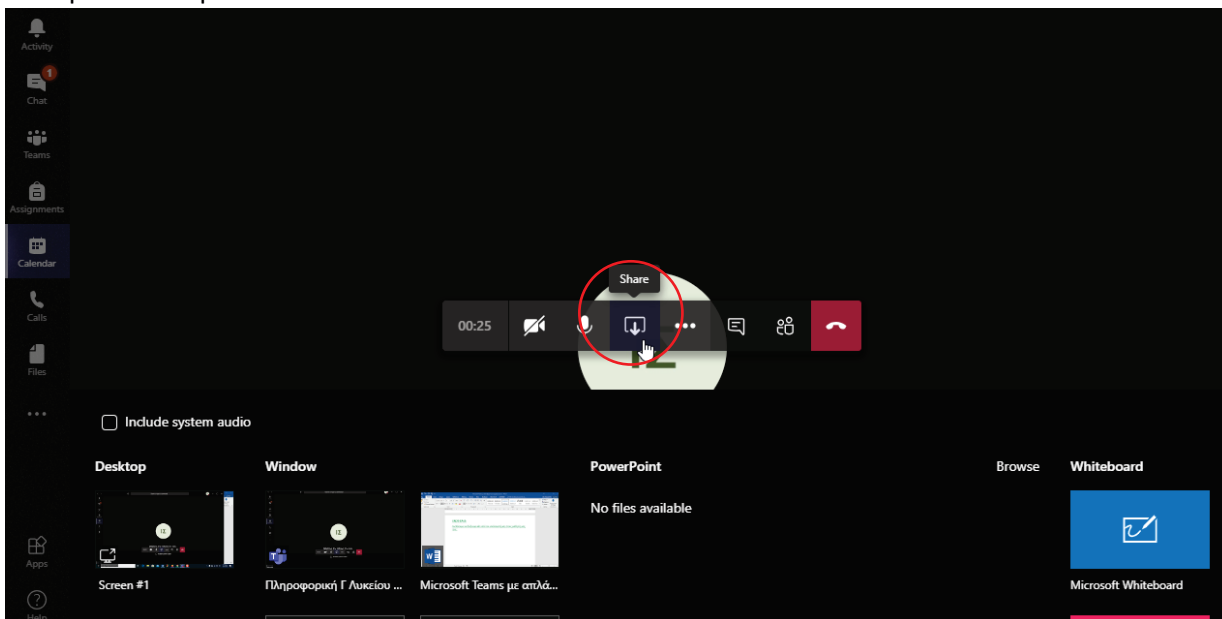 Activity
1
Chat
Teams
Assignments
Calendar
Calls
Files
Apps
Help
Share
00:25
ΙΣ
Include system audio
Desktop
Window
PowerPoint
Browse
Whiteboard
No files available
Screen #1
Πληροφορική Γ Λυκείου ...
Microsoft Teams με απλά...
Microsoft Whiteboard